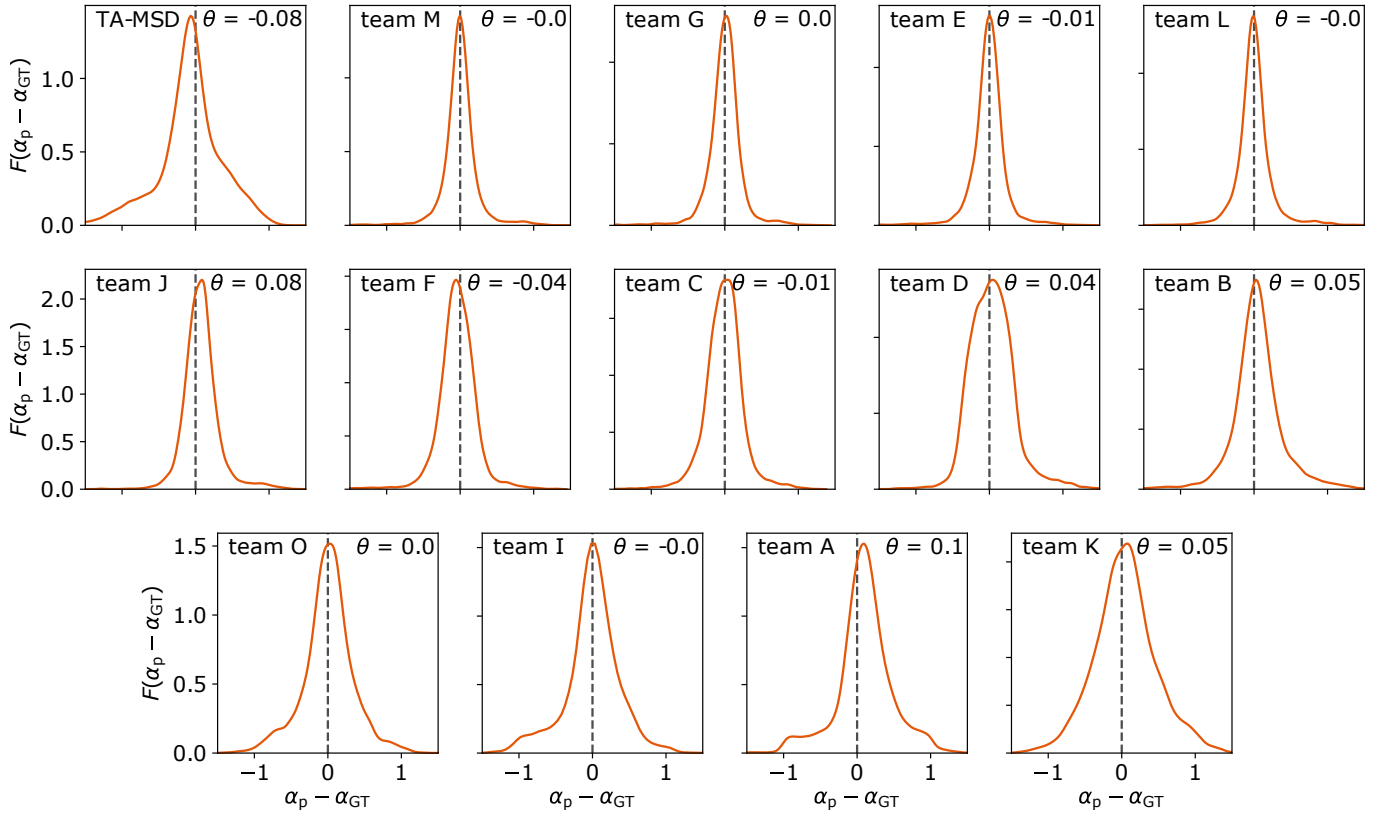 TA-MSD θ = -0.08
team M θ = -0.0
team G θ = 0.0
team E θ = -0.01
team L θ = -0.0
1.0
0.5
0.0
F(αp − αGT)
team J θ = 0.08
team F θ = -0.04
team C θ = -0.01
team D θ = 0.04
team B θ = 0.05
2.0
1.5
1.0
0.5
0.0
F(αp − αGT)
team O θ = 0.0
team I θ = -0.0
team A θ = 0.1
team K θ = 0.05
1.5
1.0
0.5
0.0
F(αp − αGT)
−1 0 1
−1 0 1
−1 0 1
−1 0 1
αp − αGT
αp − αGT
αp − αGT
αp − αGT